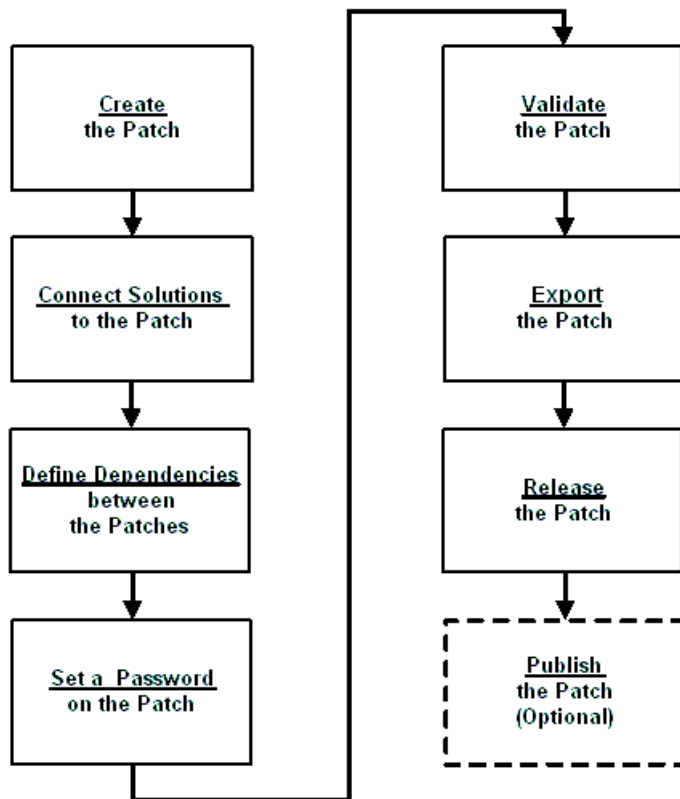 Create
the Patch
Connect Solutions
to the Patch
Define Dependencies
between
the Patches
Set a Password
on the Patch
Validate
the Patch
Export
the Patch
Release
the Patch
Publish
the Patch
(Optional)